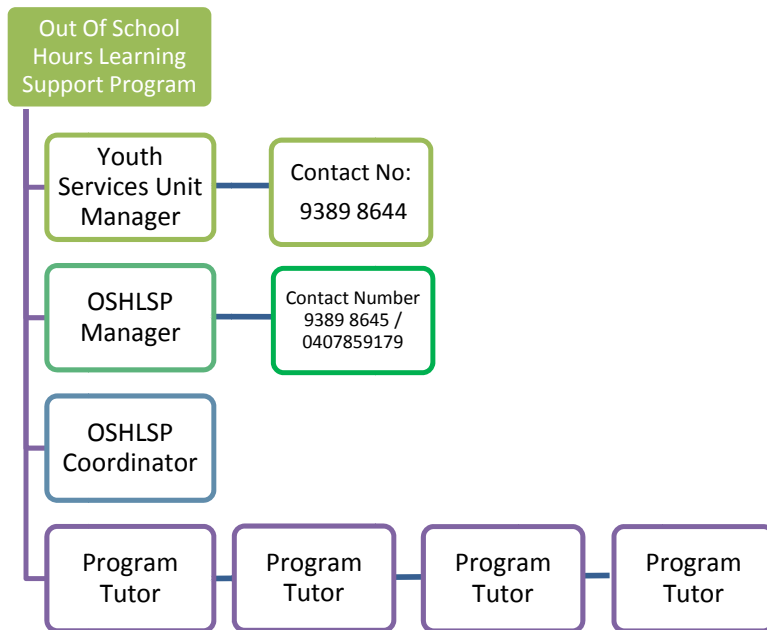 Out Of School
Hours Learning
Support Program
Youth
Services Unit
Manager
Contact No:
9389 8644
OSHLSP
Manager
Contact Number
9389 8645 /
0407859179
OSHLSP
Coordinator
Program
Tutor
Program
Tutor
Program
Tutor
Program
Tutor